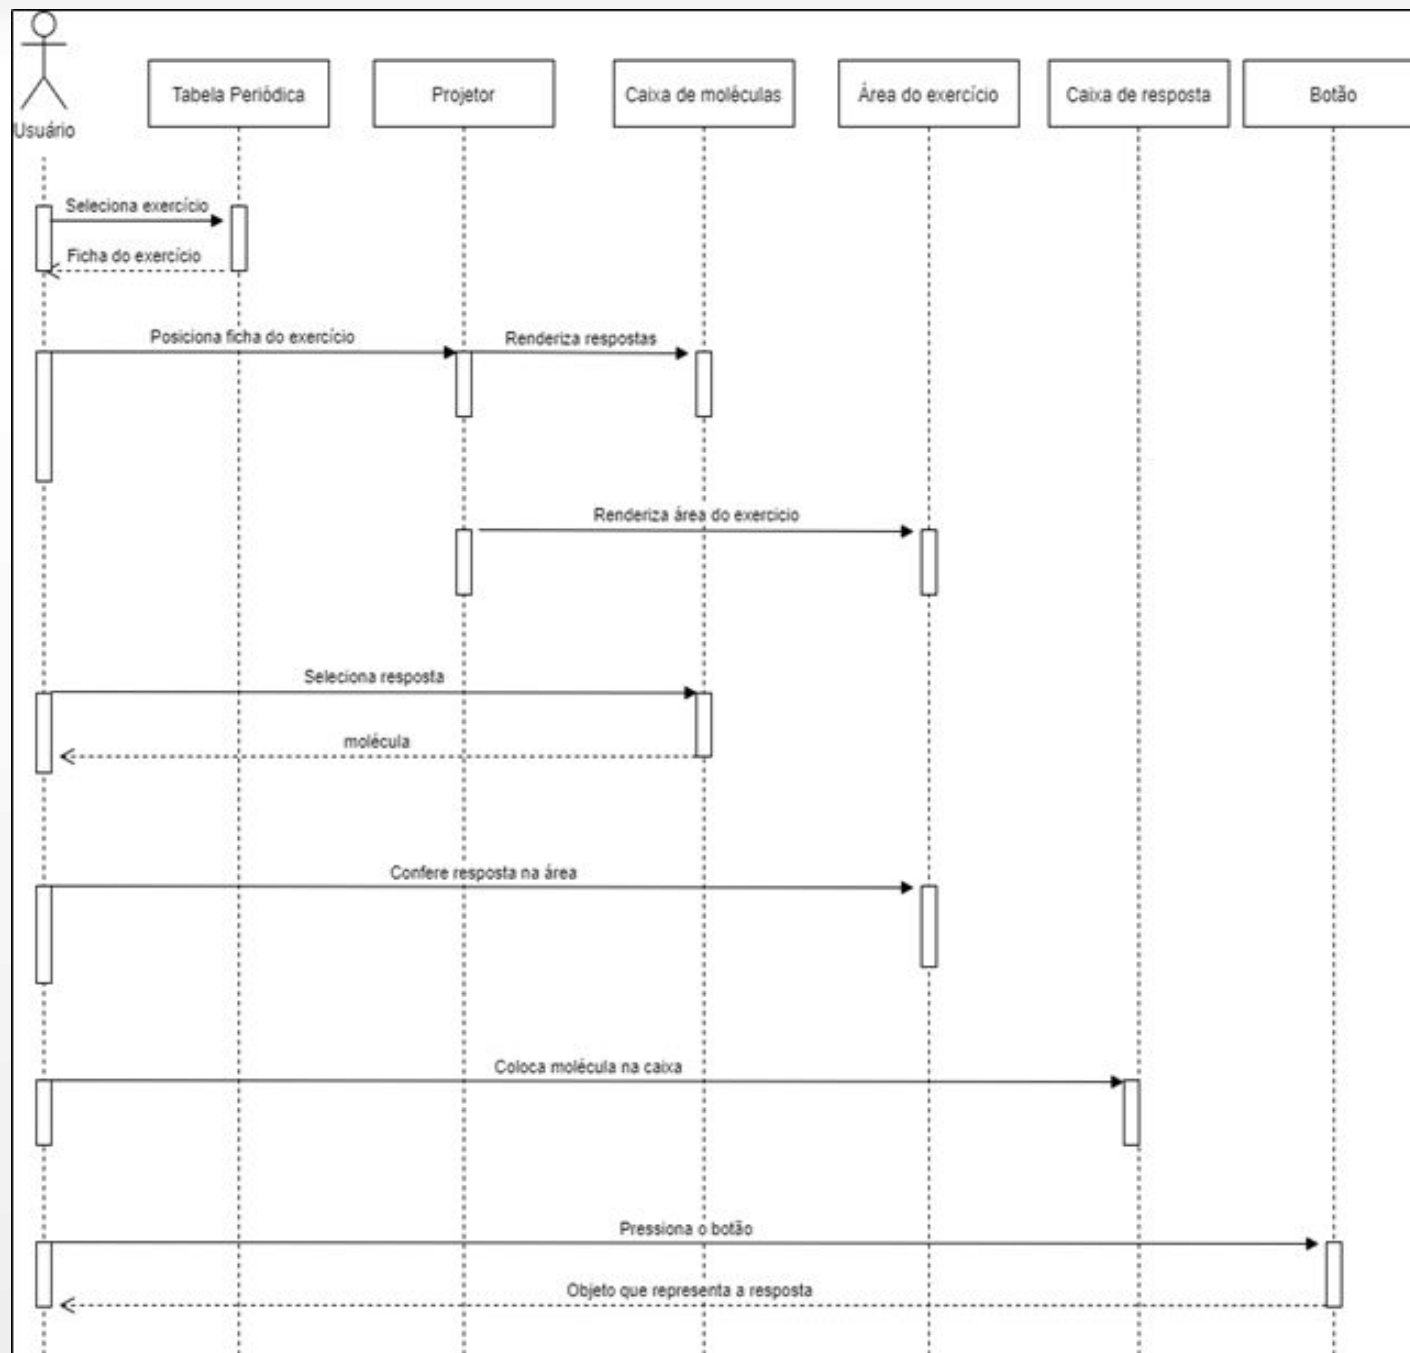 Usuário
Tabela Periódica
Projetor
Caixa de moléculas
Área do exercício
Caixa de resposta
Botão
Seleciona exercício
Ficha do exercício
Posiciona ficha do exercício
Renderiza respostas
Renderiza área do exercicio
Seleciona resposta
molécula
Confere resposta na área
Coloca molécula na caixa
Pressiona o botão
Objeto que representa a resposta